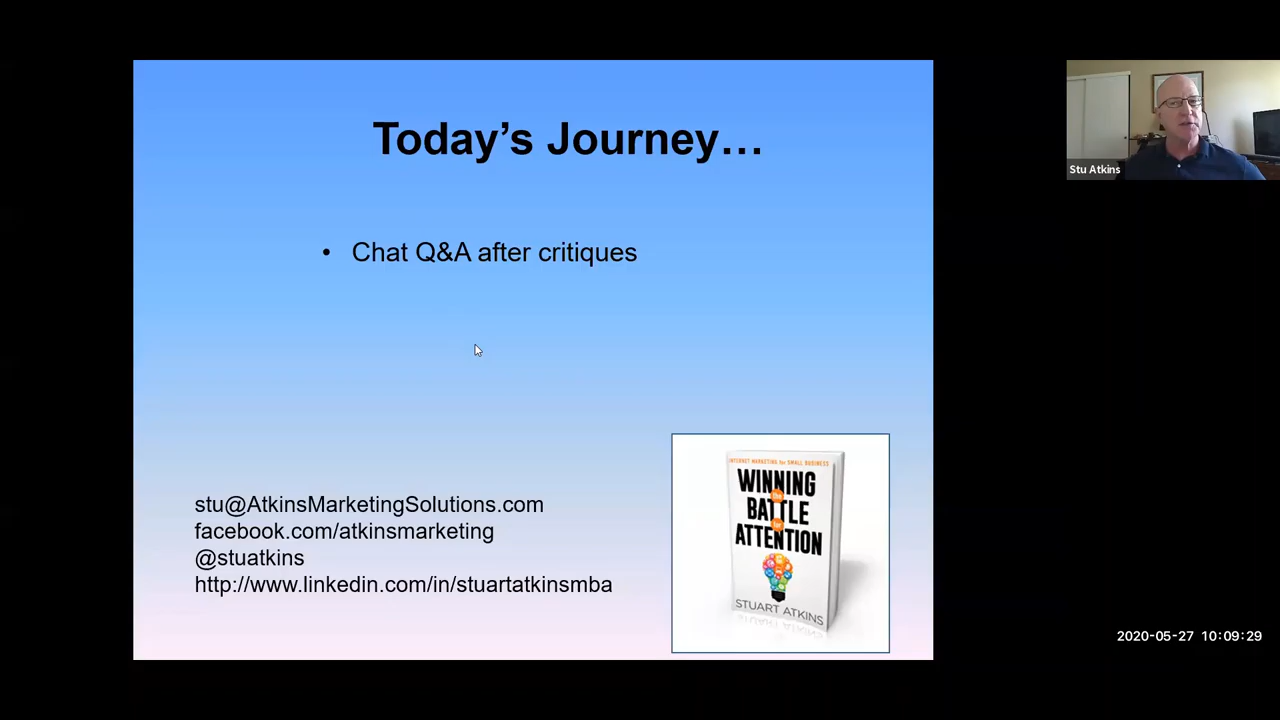 Today's Journey…
• Chat Q&A after critiques
stu@AtkinsMarketingSolutions.com
facebook.com/atkinsmarketing
@stuatkins
http://www.linkedin.com/in/stuartatkinsmba
INTERNET MARKETING for SMALL BUSINESS
WINNING
the
BATTLE
for
ATTENTION
STUART ATKINS
Stu Atkins
2020-05-27 10:09:29